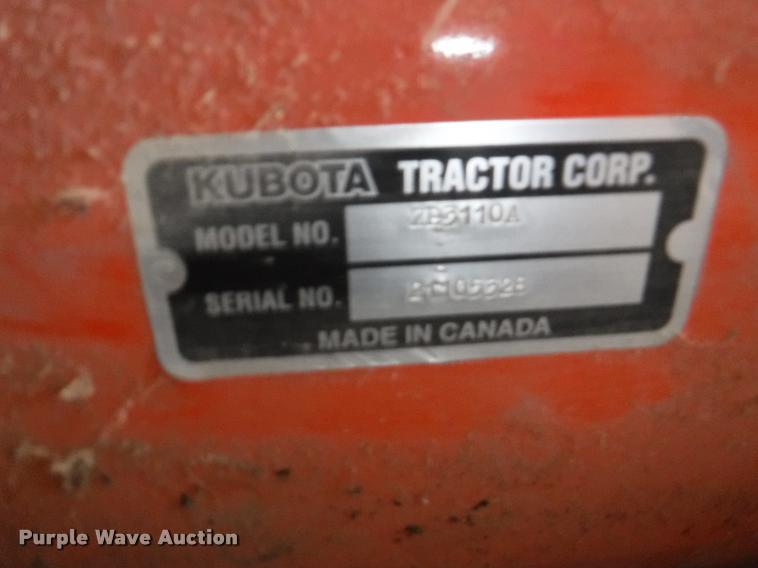 KUBOTA TRACTOR CORP.
MODEL NO.
SERIAL NO.
MADE IN CANADA
Purple Wave Auction